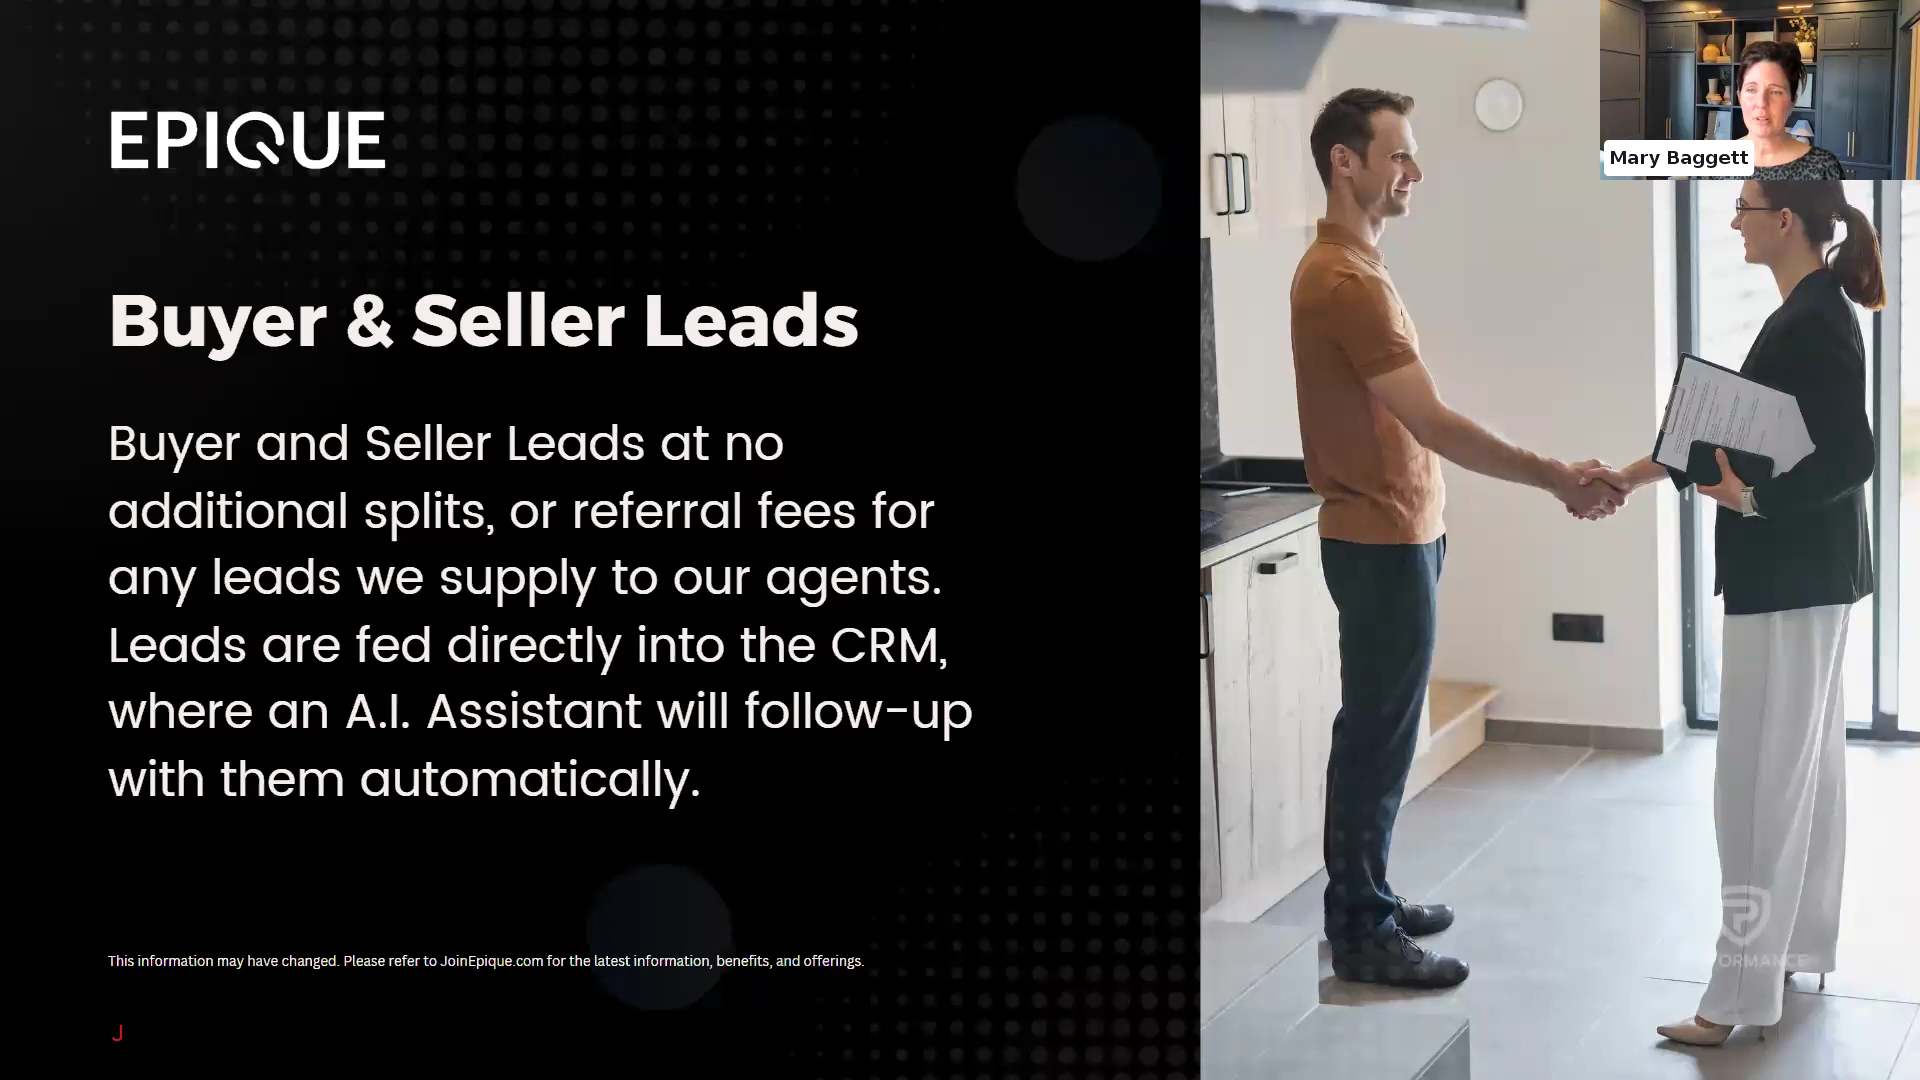 EPIQUE
Buyer & Seller Leads
Buyer and Seller Leads at no
additional splits, or referral fees for
any leads we supply to our agents.
Leads are fed directly into the CRM,
where an A.I. Assistant will follow-up
with them automatically.
This information may have changed. Please refer to JoinEpique.com for the latest information, benefits, and offerings.
J
Mary Baggett